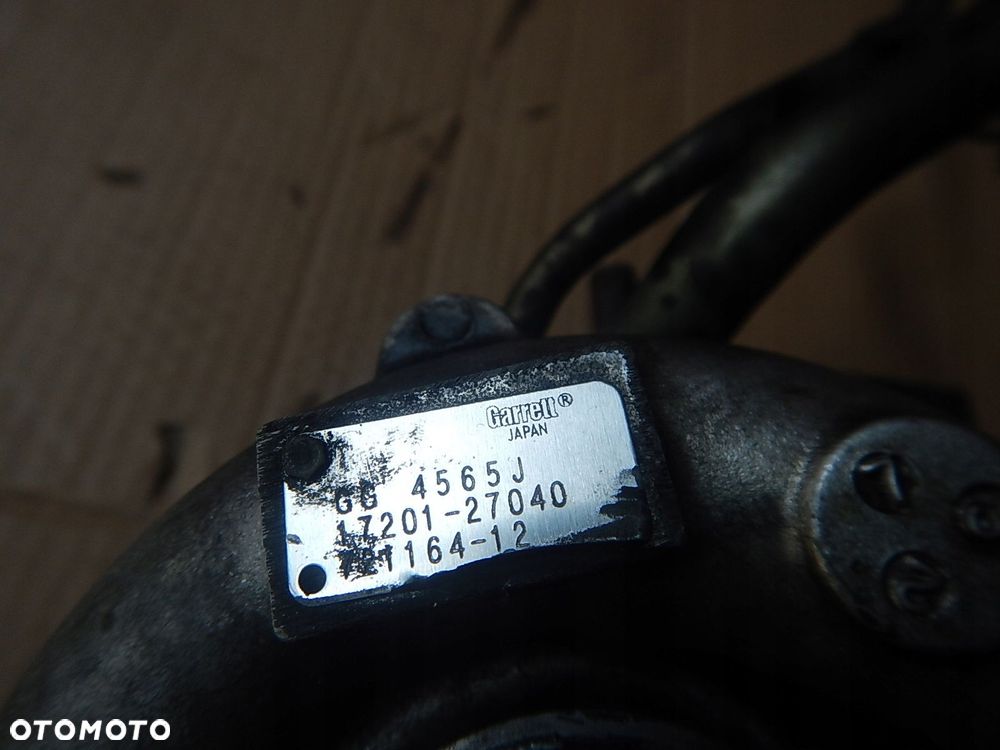 Garrett®
JAPAN
GG 4565J
17201-27040
721164-12
OTOMOTO